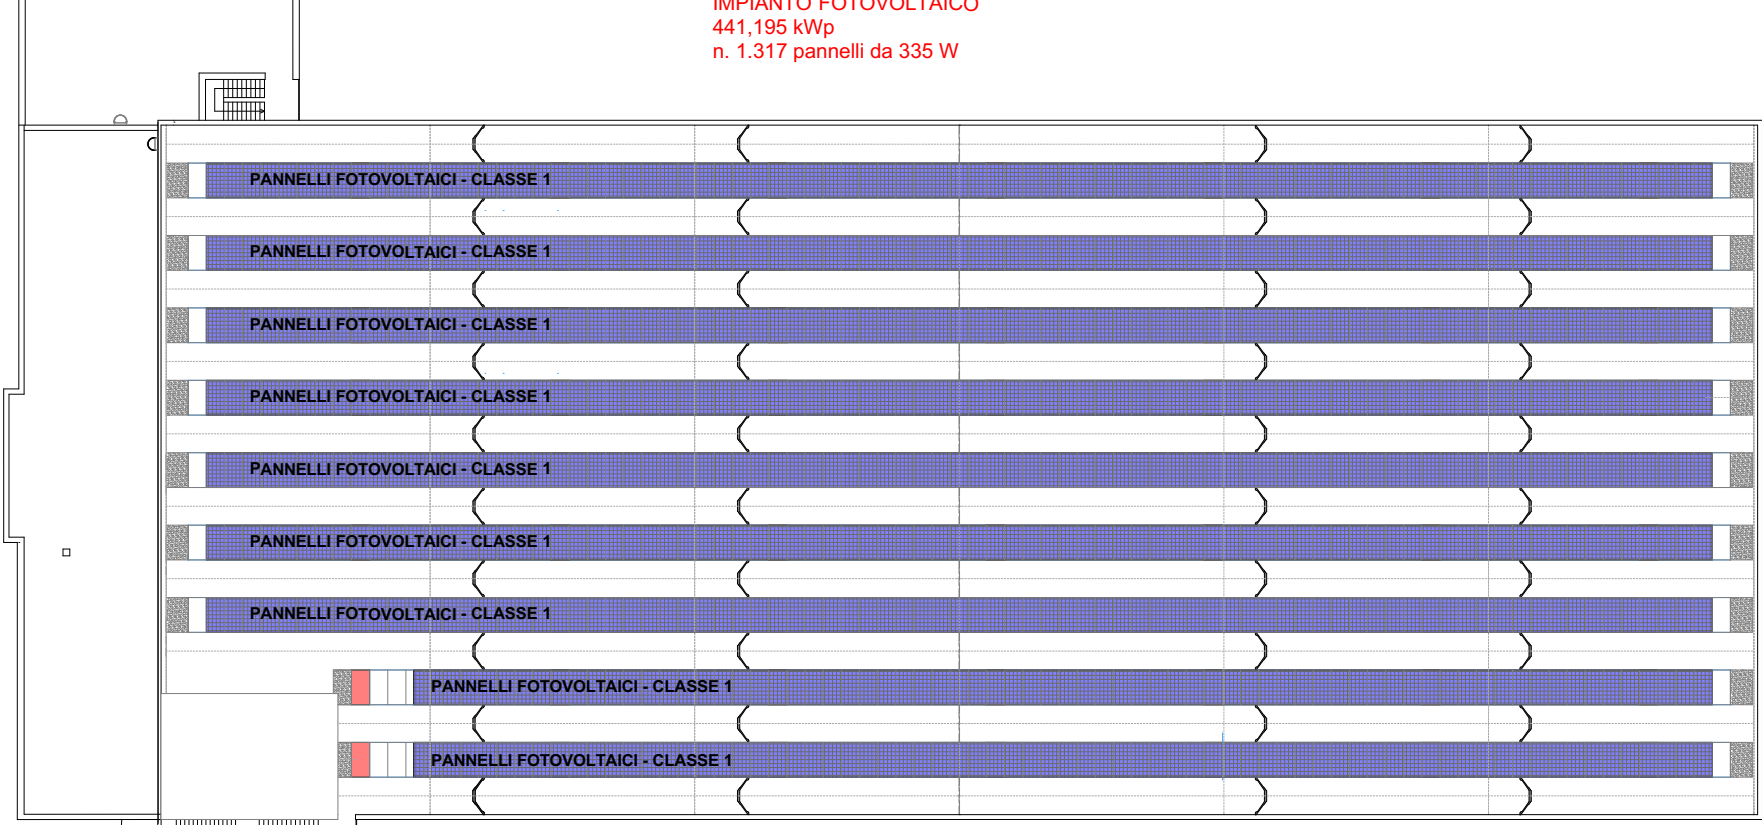 IMPIANTO FOTOVOLTAICO
441,195 kWp
n. 1.317 pannelli da 335 W
PANNELLI FOTOVOLTAICI - CLASSE 1
PANNELLI FOTOVOLTAICI - CLASSE 1
PANNELLI FOTOVOLTAICI - CLASSE 1
PANNELLI FOTOVOLTAICI - CLASSE 1
PANNELLI FOTOVOLTAICI - CLASSE 1
PANNELLI FOTOVOLTAICI - CLASSE 1
PANNELLI FOTOVOLTAICI - CLASSE 1
PANNELLI FOTOVOLTAICI - CLASSE 1
PANNELLI FOTOVOLTAICI - CLASSE 1